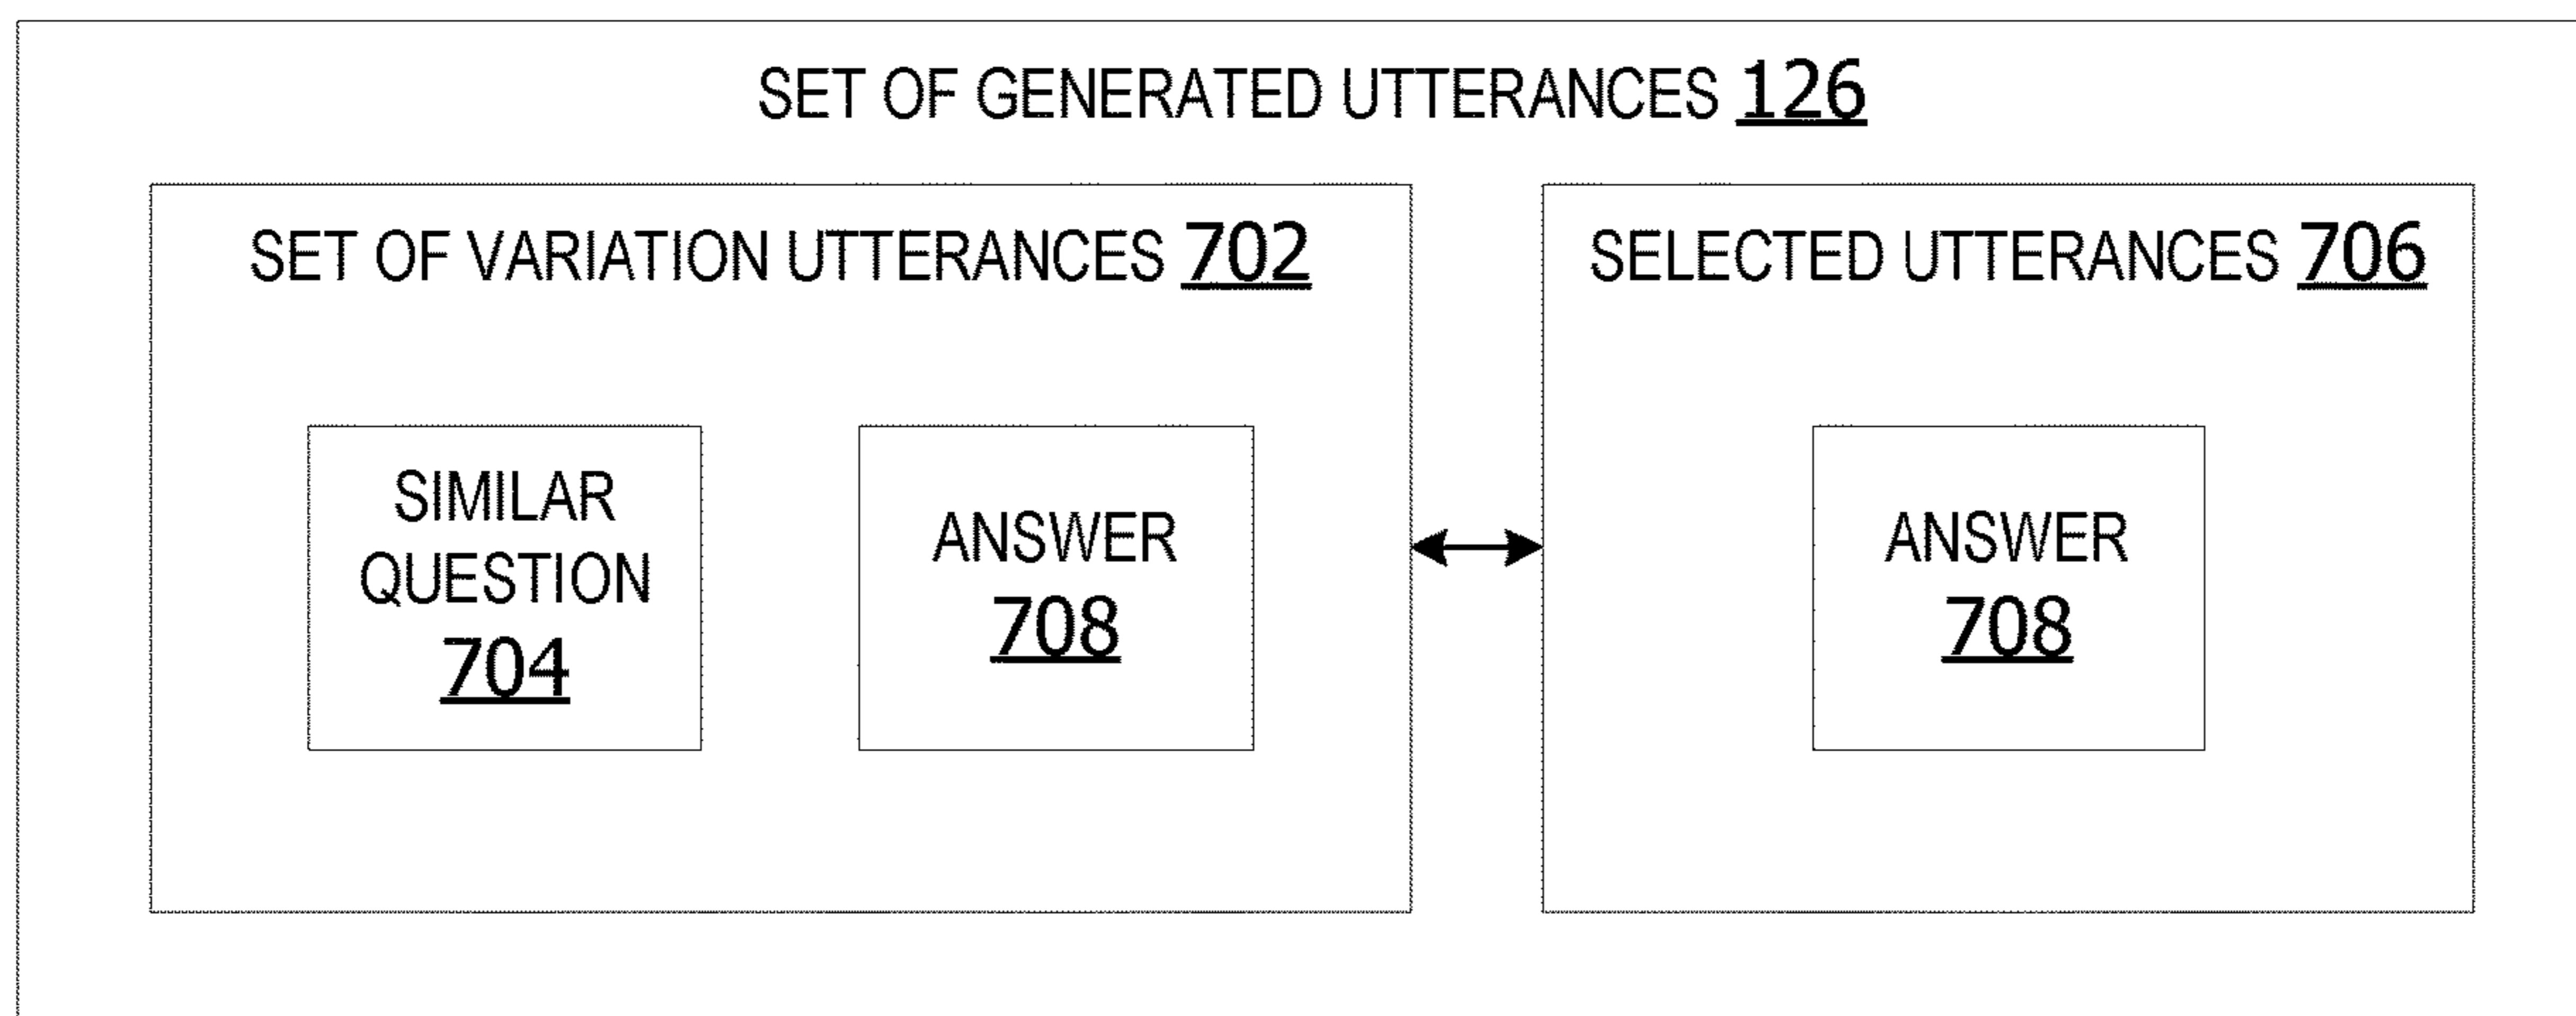 SET OF GENERATED UTTERANCES 126
SET OF VARIATION UTTERANCES 702
SIMILAR
QUESTION
704
ANSWER
708
SELECTED UTTERANCES 706
ANSWER
708